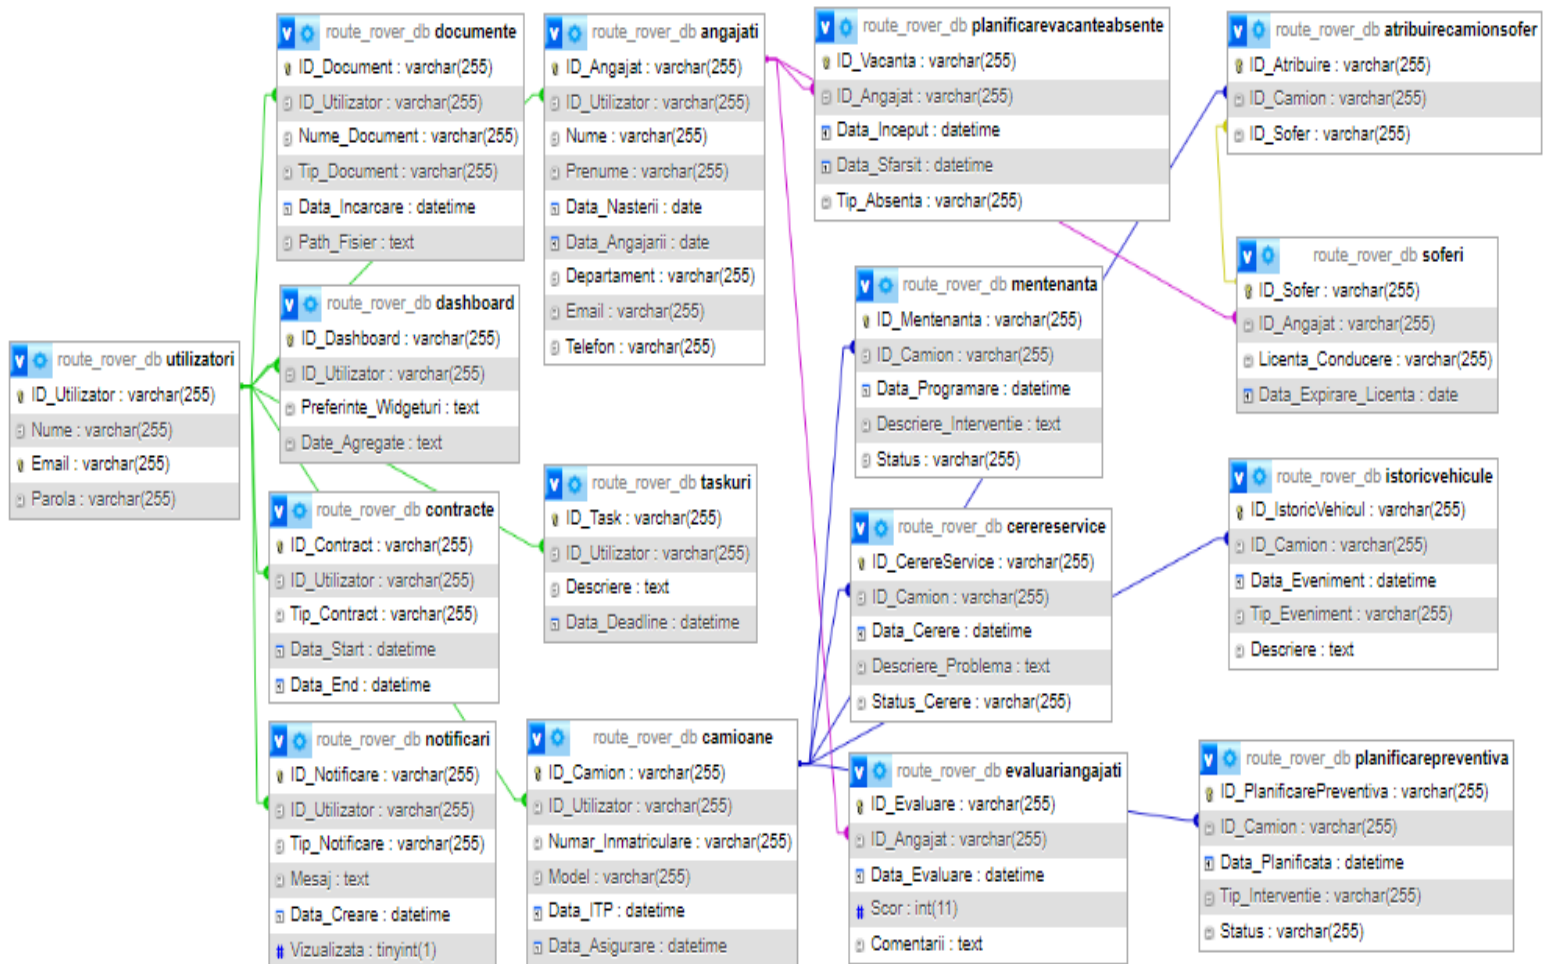 route_rover_db documente
ID_Document : varchar(255)
ID_Utilizator : varchar(255)
Nume_Document : varchar(255)
Tip_Document : varchar(255)
Data_Incarcare : datetime
Path_Fisier : text
route_rover_db angajati
ID_Angajat : varchar(255)
ID_Utilizator : varchar(255)
Nume : varchar(255)
Prenume : varchar(255)
Data_Nasterii : date
Data_Angajarii : date
Departament : varchar(255)
Email : varchar(255)
Telefon : varchar(255)
route_rover_db planificarevacanteabsente
ID_Vacanta : varchar(255)
ID_Angajat : varchar(255)
Data_Inceput : datetime
Data_Sfarsit : datetime
Tip_Absenta : varchar(255)
route_rover_db atribuirecamionsofer
ID_Atribuire : varchar(255)
ID_Camion : varchar(255)
ID_Sofer : varchar(255)
route_rover_db soferi
ID_Sofer : varchar(255)
ID_Angajat : varchar(255)
Licenta_Conducere : varchar(255)
Data_Expirare_Licenta : date
route_rover_db mentenanta
ID_Mentenanta : varchar(255)
ID_Camion : varchar(255)
Data_Programare : datetime
Descriere_Interventie : text
Status : varchar(255)
route_rover_db dashboard
ID_Dashboard : varchar(255)
ID_Utilizator : varchar(255)
Preferinte_Widgeturi : text
Date_Agregate : text
route_rover_db utilizatori
ID_Utilizator : varchar(255)
Nume : varchar(255)
Email : varchar(255)
Parola : varchar(255)
route_rover_db contracte
ID_Contract : varchar(255)
ID_Utilizator : varchar(255)
Tip_Contract : varchar(255)
Data_Start : datetime
Data_End : datetime
route_rover_db taskuri
ID_Task : varchar(255)
ID_Utilizator : varchar(255)
Descriere : text
Data_Deadline : datetime
route_rover_db cerereservice
ID_CerereService : varchar(255)
ID_Camion : varchar(255)
Data_Cerere : datetime
Descriere_Problema : text
Status_Cerere : varchar(255)
route_rover_db istoricvehicule
ID_IstoricVehicul : varchar(255)
ID_Camion : varchar(255)
Data_Eveniment : datetime
Tip_Eveniment : varchar(255)
Descriere : text
route_rover_db notificari
ID_Notificare : varchar(255)
ID_Utilizator : varchar(255)
Tip_Notificare : varchar(255)
Mesaj : text
Data_Creare : datetime
# Vizualizata : tinyint(1)
route_rover_db camioane
ID_Camion : varchar(255)
ID_Utilizator : varchar(255)
Numar_Inmatriculare : varchar(255)
Model : varchar(255)
Data_ITP : datetime
Data_Asigurare : datetime
route_rover_db evaluariangajati
ID_Evaluare : varchar(255)
ID_Angajat : varchar(255)
Data_Evaluare : datetime
# Scor : int(11)
Comentarii : text
route_rover_db planificarepreventiva
ID_PlanificarePreventiva : varchar(255)
ID_Camion : varchar(255)
Data_Planificata : datetime
Tip_Interventie : varchar(255)
Status : varchar(255)